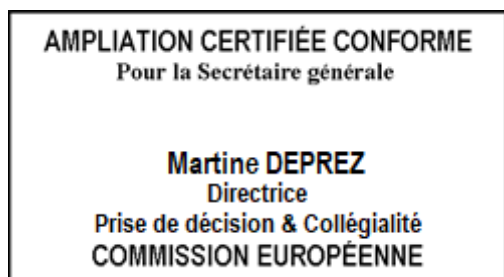 AMPLIATION CERTIFIÉE CONFORME
Pour la Secrétaire générale
Martine DEPREZ
Directrice
Prise de décision & Collégialité
COMMISSION EUROPÉENNE